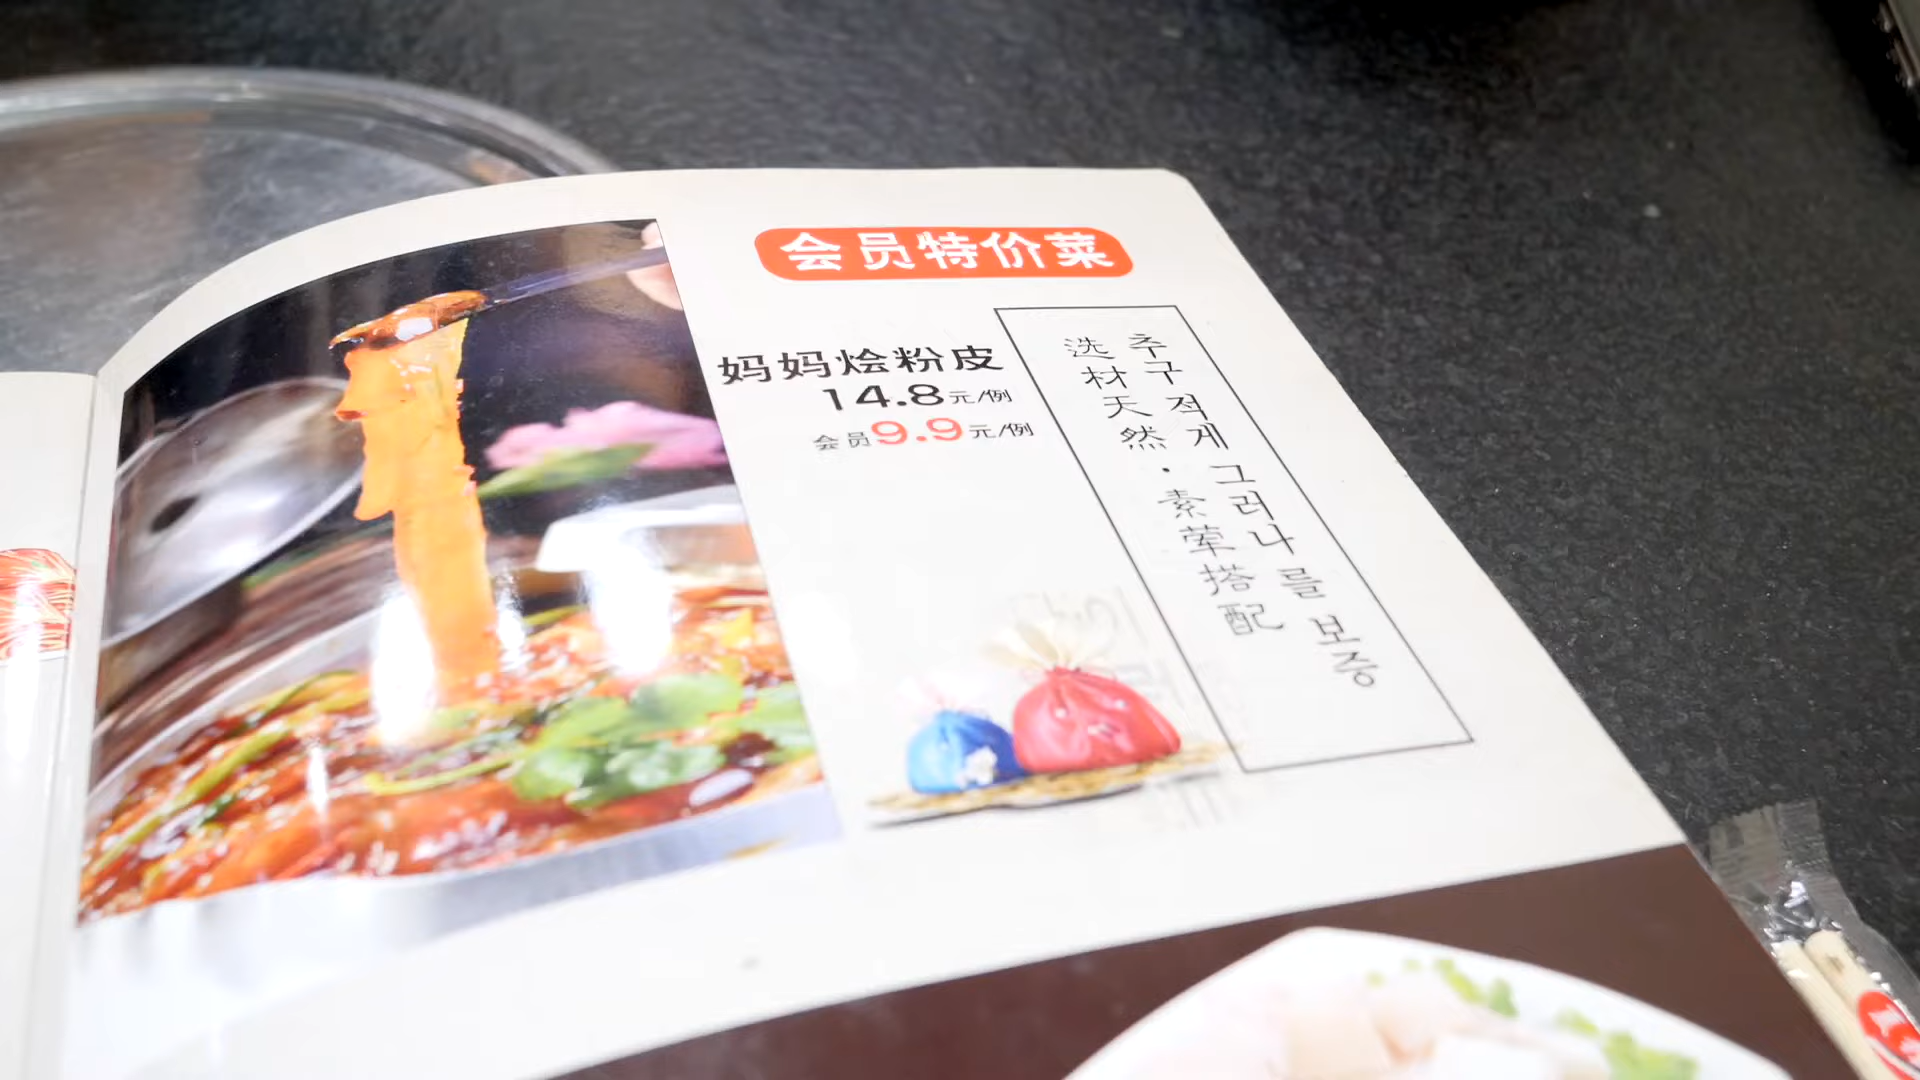 会员特价菜
妈妈烩粉皮
14.8元/例
会员9.9元/例
추구 적게 그러나 를 보증
选材天然·素荤搭配